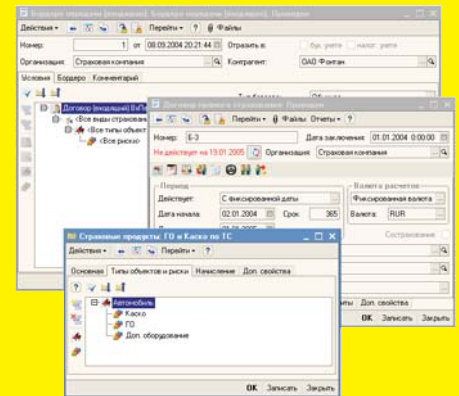 Бордеро передачи (входящий): Бордеро передачи (входящий). Проведен
Действия Перейти ? Файлы
Номер: 1 от 08.09.2004 20:21:44 Отразить в: бух. учете налог. учете
Организация: Страховая компания Контрагент: ОАО Фонтан
Условия Бордеро Комментарий
Договор (входящий) ВхПе
<Все виды страхован
<Все типы объект
<Все риски>
Договор прямого страхования: Проведен
Перейти Файлы Отчеты ?
Номер: Е-3 Дата заключения: 01.01.2004 0:00:00
Не действует на 19.01.2005 Организация: Страховая компания
Период Валюта расчетов
Действует: С фиксированной даты Фиксированная валюта
Дата начала: 02.01.2004 Срок: 365 Валюта: RUR
Сострахование
Доп. свойства
OK Записать Закрыть
Страховые продукты: ГО и Каско по ТС
Действия Перейти ?
Основная Типы объектов и риски Начисление Доп. свойства
Автомобиль
Каско
ГО
Доп. оборудование
OK Записать Закрыть